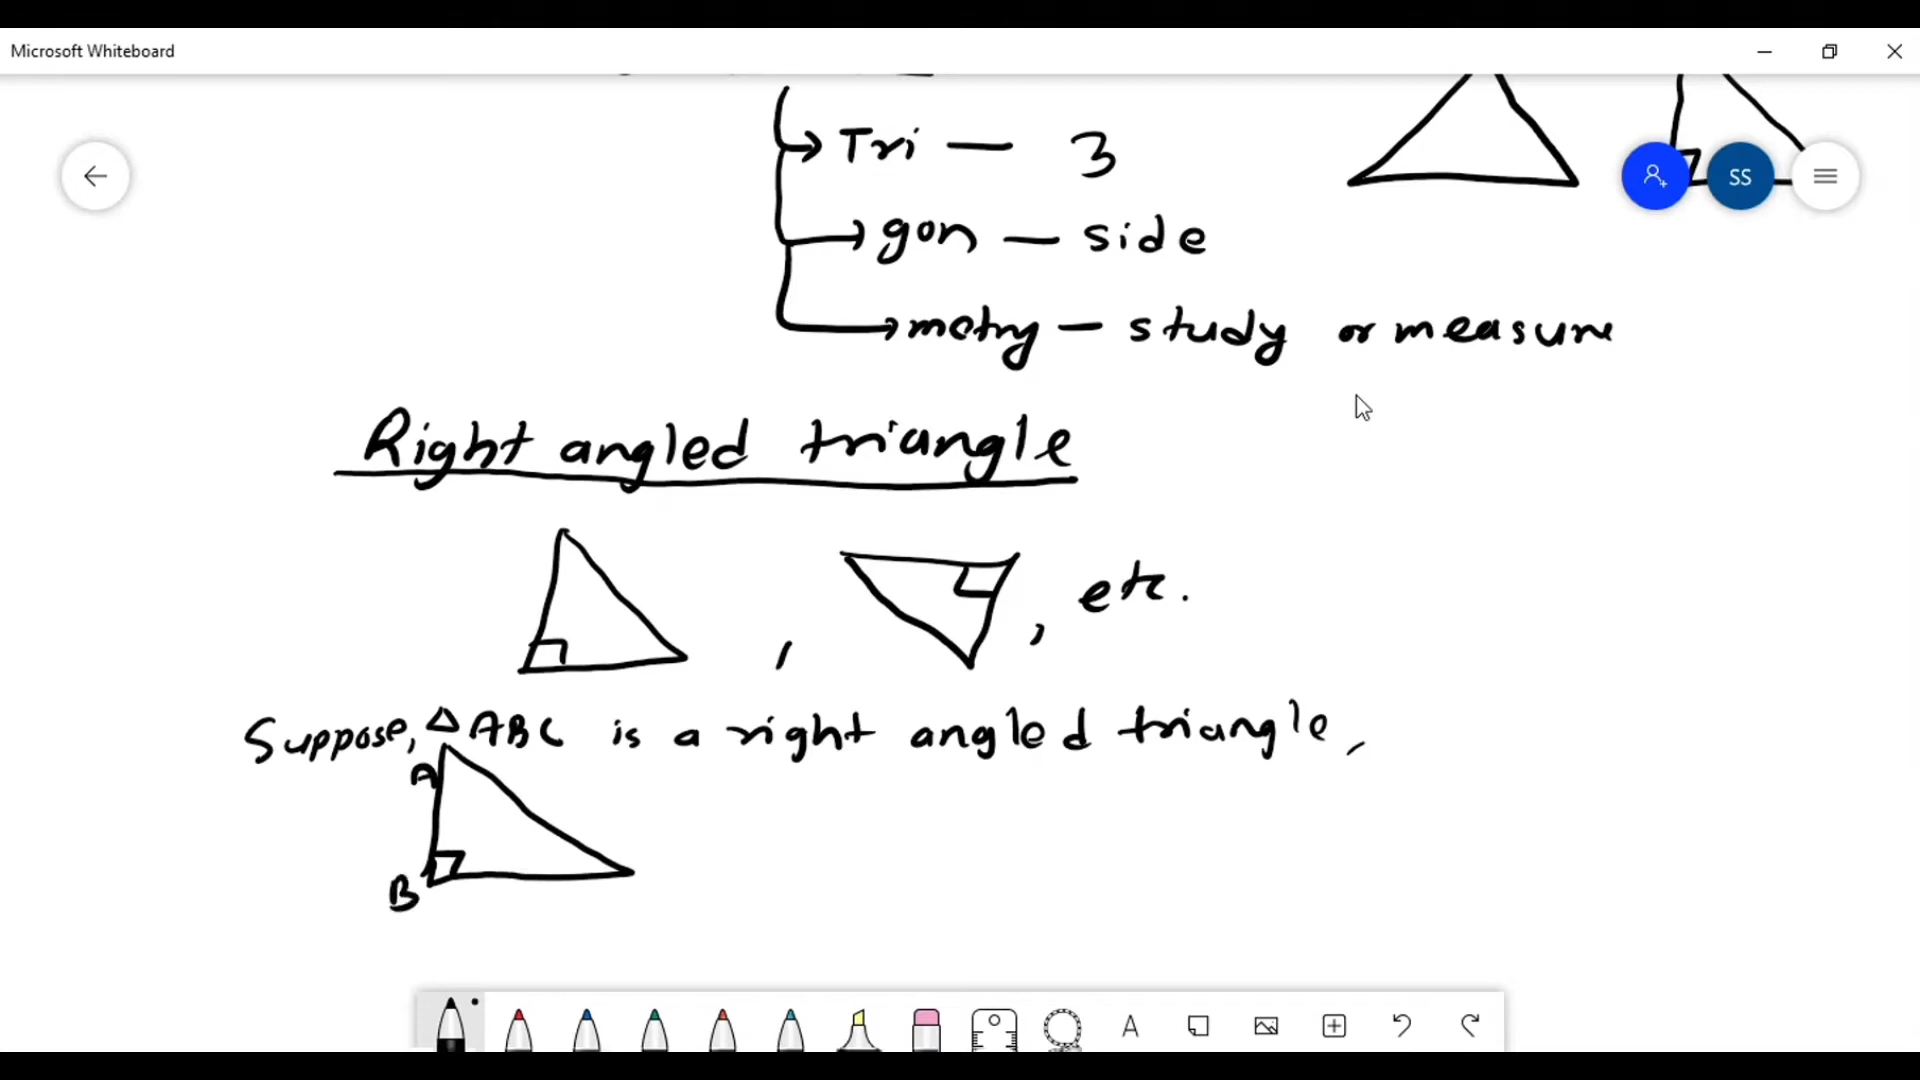 Microsoft Whiteboard
Tri — 3
SS
gon — side
metry — study or measure
Right angled triangle
, , etc.
Suppose, △ABC is a right angled triangle,
A
B
A